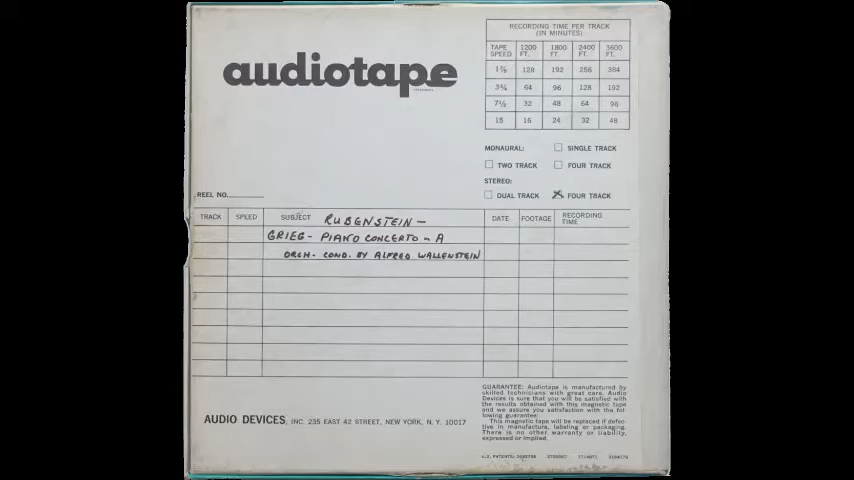 audiotape
RECORDING TIME PER TRACK
(IN MINUTES)
TAPE SPEED 1200 FT. 1800 FT. 2400 FT. 3600 FT.
1⅞ 128 192 256 384
3¾ 64 96 128 192
7½ 32 48 64 96
15 16 24 32 48
MONAURAL: SINGLE TRACK
TWO TRACK FOUR TRACK
STEREO:
DUAL TRACK FOUR TRACK
REEL NO.
TRACK SPEED SUBJECT DATE FOOTAGE RECORDING TIME
RUBENSTEIN -
GRIEG - PIANO CONCERTO - A
ORCH - COND. BY ALFRED WALLENSTEIN
AUDIO DEVICES, INC. 235 EAST 42 STREET, NEW YORK, N. Y. 10017
GUARANTEE: Audiotape is manufactured by
skilled technicians with great care. Audio
Devices is sure that you will be satisfied with
the results obtained with this magnetic tape
and we assure you satisfaction with the fol-
lowing guarantee:
This magnetic tape will be replaced if defec-
tive in manufacture, labeling or packaging.
There is no other warranty or liability,
expressed or implied.
U.S. PATENTS: